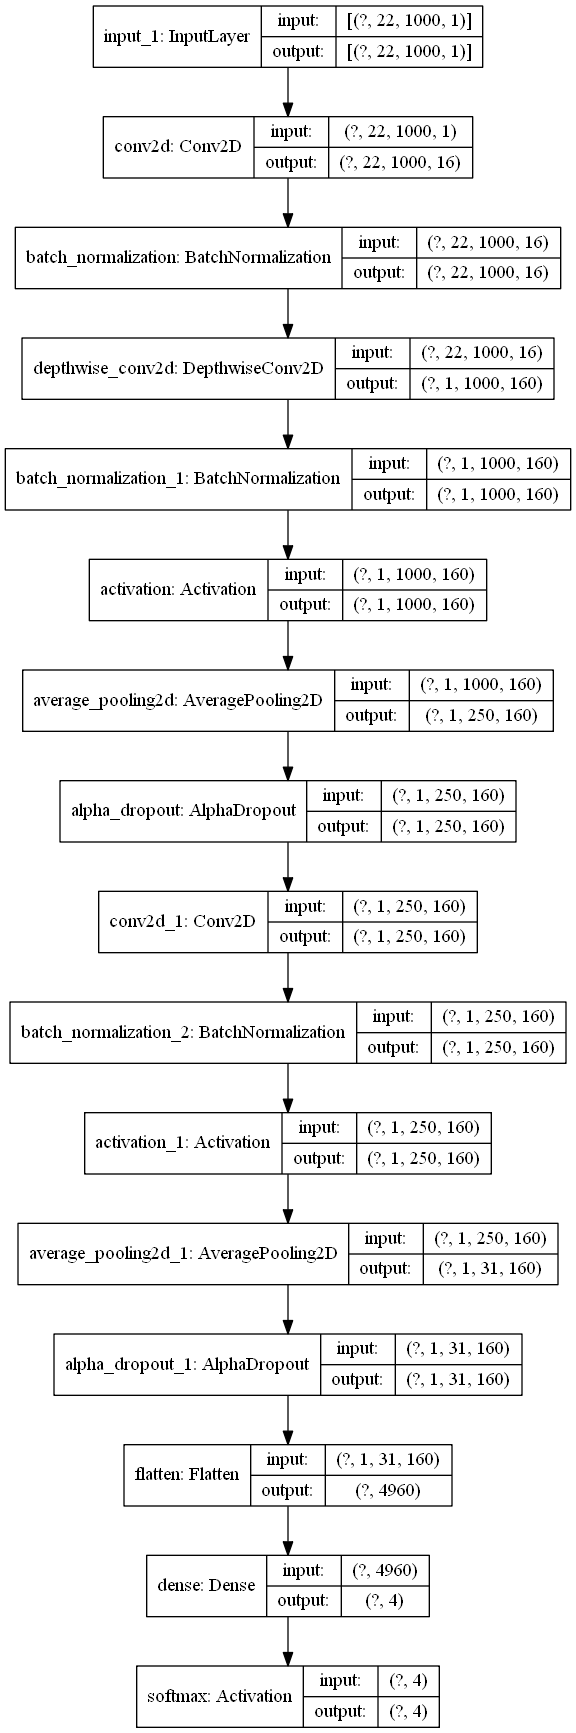 input_1: InputLayer
input: [(?, 22, 1000, 1)]
output: [(?, 22, 1000, 1)]
conv2d: Conv2D
input: (?, 22, 1000, 1)
output: (?, 22, 1000, 16)
batch_normalization: BatchNormalization
input: (?, 22, 1000, 16)
output: (?, 22, 1000, 16)
depthwise_conv2d: DepthwiseConv2D
input: (?, 22, 1000, 16)
output: (?, 1, 1000, 160)
batch_normalization_1: BatchNormalization
input: (?, 1, 1000, 160)
output: (?, 1, 1000, 160)
activation: Activation
input: (?, 1, 1000, 160)
output: (?, 1, 1000, 160)
average_pooling2d: AveragePooling2D
input: (?, 1, 1000, 160)
output: (?, 1, 250, 160)
alpha_dropout: AlphaDropout
input: (?, 1, 250, 160)
output: (?, 1, 250, 160)
conv2d_1: Conv2D
input: (?, 1, 250, 160)
output: (?, 1, 250, 160)
batch_normalization_2: BatchNormalization
input: (?, 1, 250, 160)
output: (?, 1, 250, 160)
activation_1: Activation
input: (?, 1, 250, 160)
output: (?, 1, 250, 160)
average_pooling2d_1: AveragePooling2D
input: (?, 1, 250, 160)
output: (?, 1, 31, 160)
alpha_dropout_1: AlphaDropout
input: (?, 1, 31, 160)
output: (?, 1, 31, 160)
flatten: Flatten
input: (?, 1, 31, 160)
output: (?, 4960)
dense: Dense
input: (?, 4960)
output: (?, 4)
softmax: Activation
input: (?, 4)
output: (?, 4)